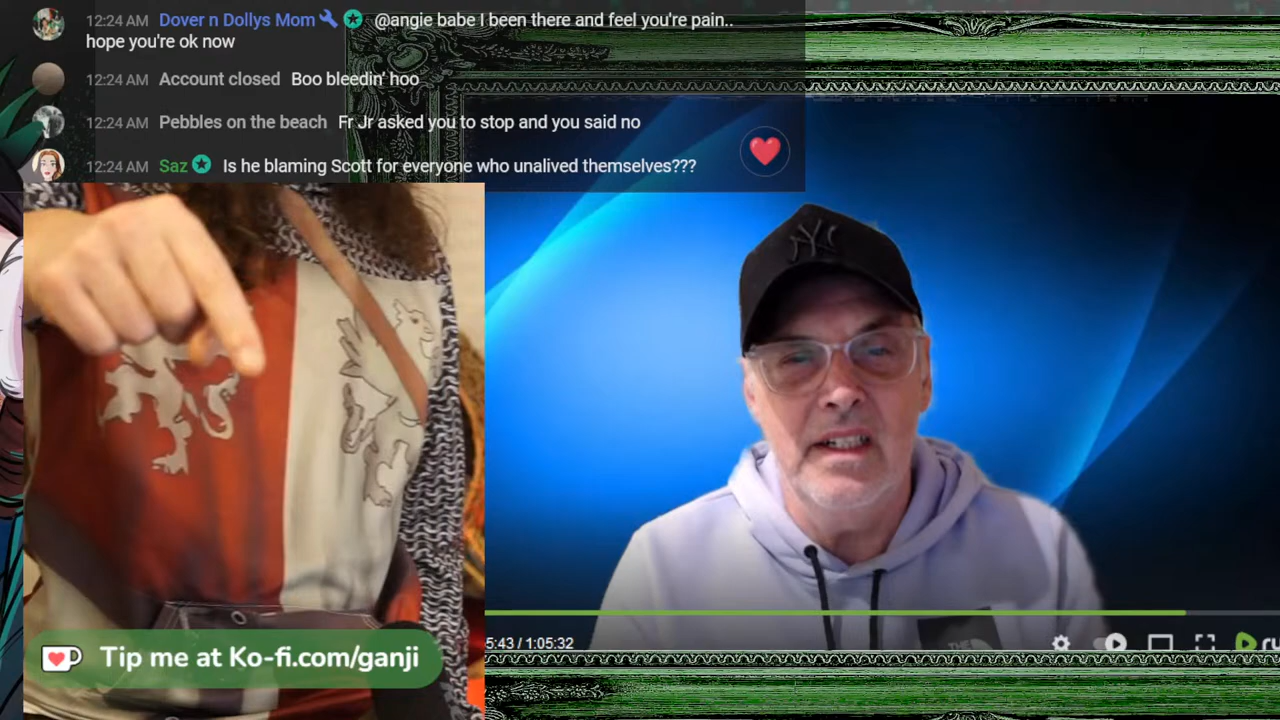 12:24 AM Dover n Dollys Mom @angie babe I been there and feel you're pain..
hope you're ok now
12:24 AM Account closed Boo bleedin' hoo
12:24 AM Pebbles on the beach Fr Jr asked you to stop and you said no
12:24 AM Saz Is he blaming Scott for everyone who unalived themselves???
NY
5:43 / 1:05:32
THE
Tip me at Ko-fi.com/ganji